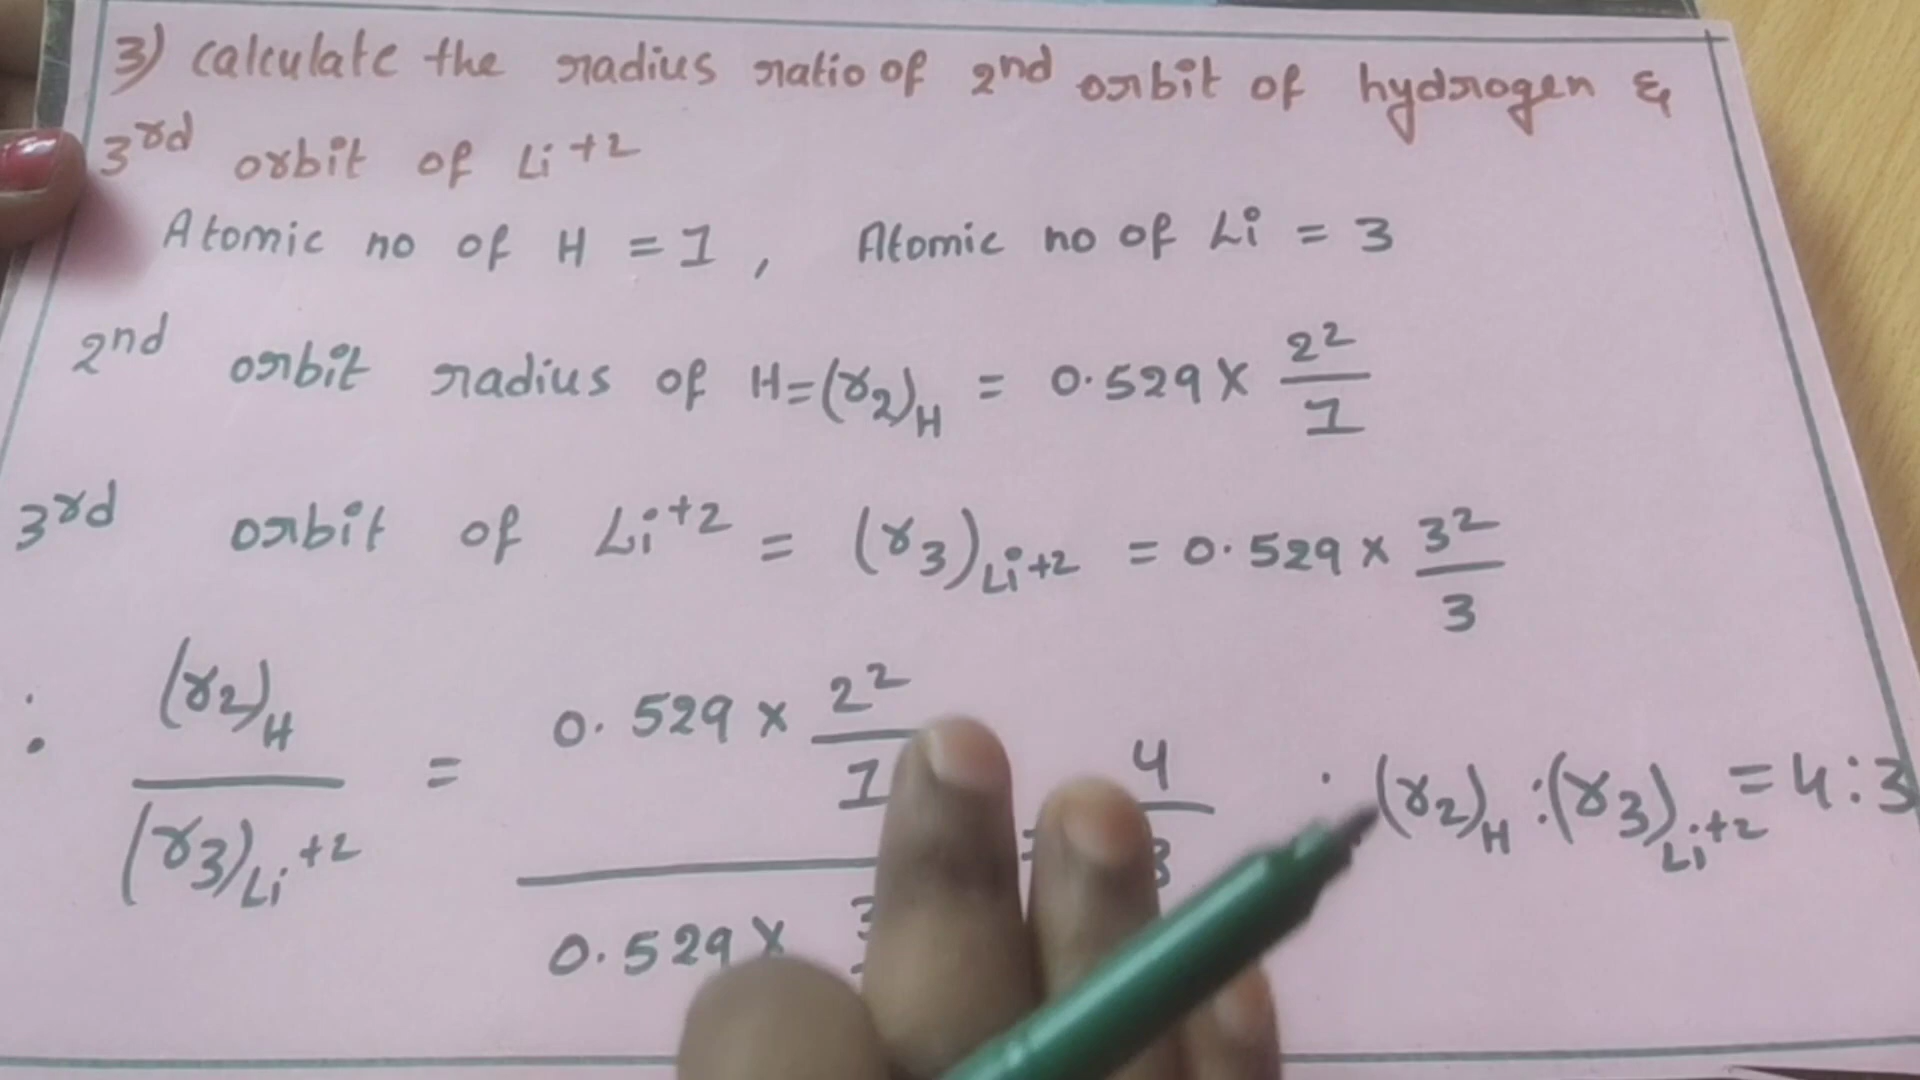 3) calculate the radius ratio of 2nd orbit of hydrogen &
3rd orbit of Li+2
Atomic no of H = 1, Atomic no of Li = 3
2nd orbit radius of H = (r2)H = 0.529 X 2²/1
3rd orbit of Li+2 = (r3)Li+2 = 0.529 x 3²/3
∴ (r2)H/(r3)Li+2 = 0.529 x 2²/1 / 0.529 x 3 = 4/3 ∴ (r2)H : (r3)Li+2 = 4:3